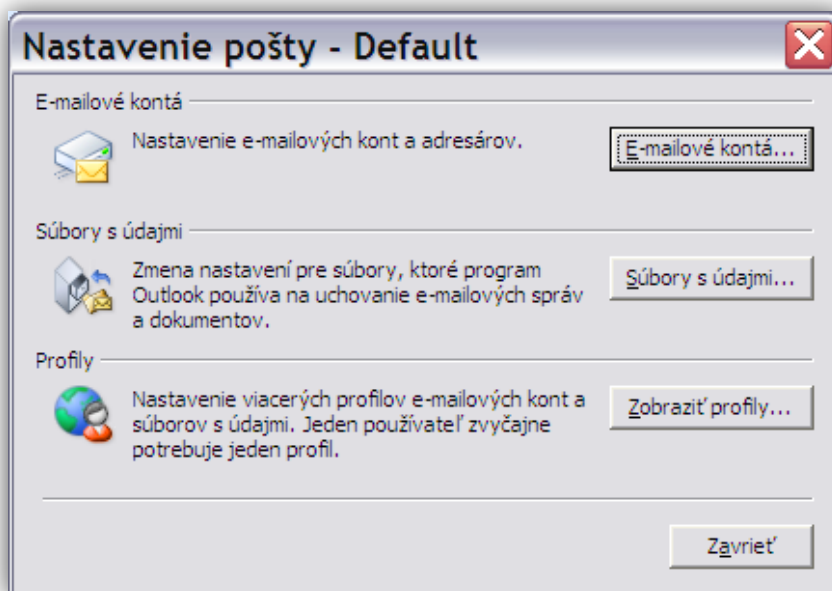 Nastavenie pošty - Default
E-mailové kontá
Nastavenie e-mailových kont a adresárov.
E-mailové kontá...
Súbory s údajmi
Zmena nastavení pre súbory, ktoré program
Outlook používa na uchovanie e-mailových správ
a dokumentov.
Súbory s údajmi...
Profily
Nastavenie viacerých profilov e-mailových kont a
súborov s údajmi. Jeden používateľ zvyčajne
potrebuje jeden profil.
Zobraziť profily...
Zavrieť